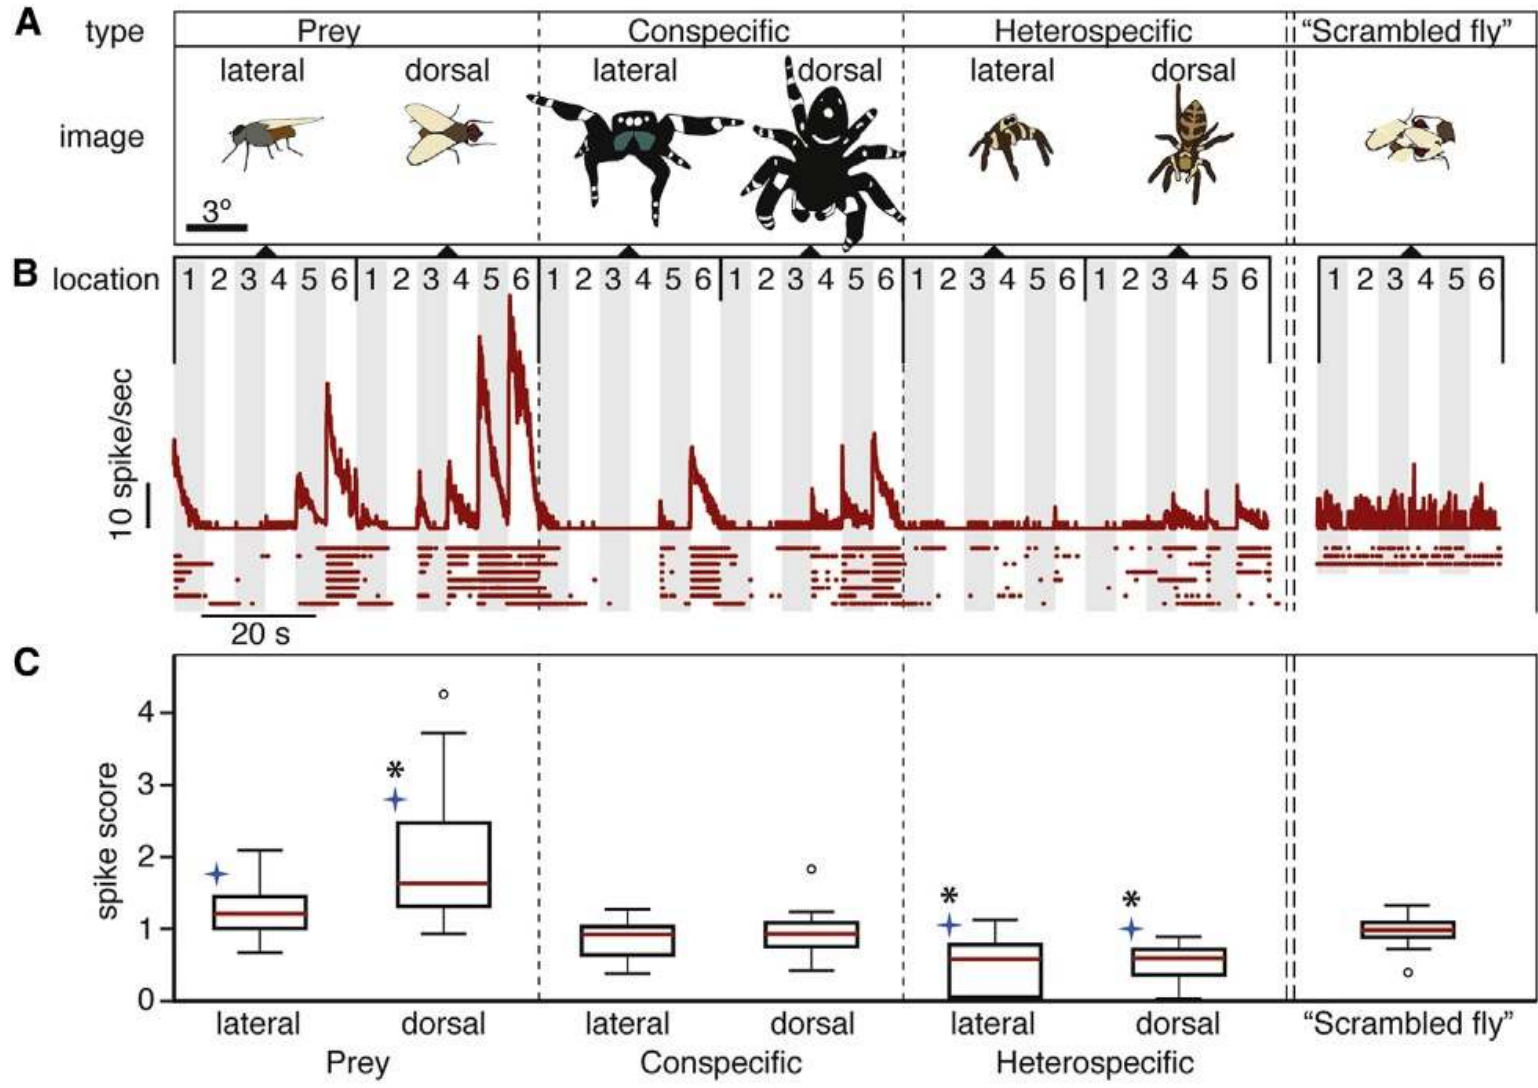 A type Prey Conspecific Heterospecific “Scrambled fly”
lateral dorsal lateral dorsal lateral dorsal
image
3°
B location 1 2 3 4 5 6 1 2 3 4 5 6 1 2 3 4 5 6 1 2 3 4 5 6 1 2 3 4 5 6 1 2 3 4 5 6 1 2 3 4 5 6
10 spike/sec
20 s
C
4
*
3
spike score
2
* *
1
0
lateral dorsal lateral dorsal lateral dorsal “Scrambled fly”
Prey Conspecific Heterospecific